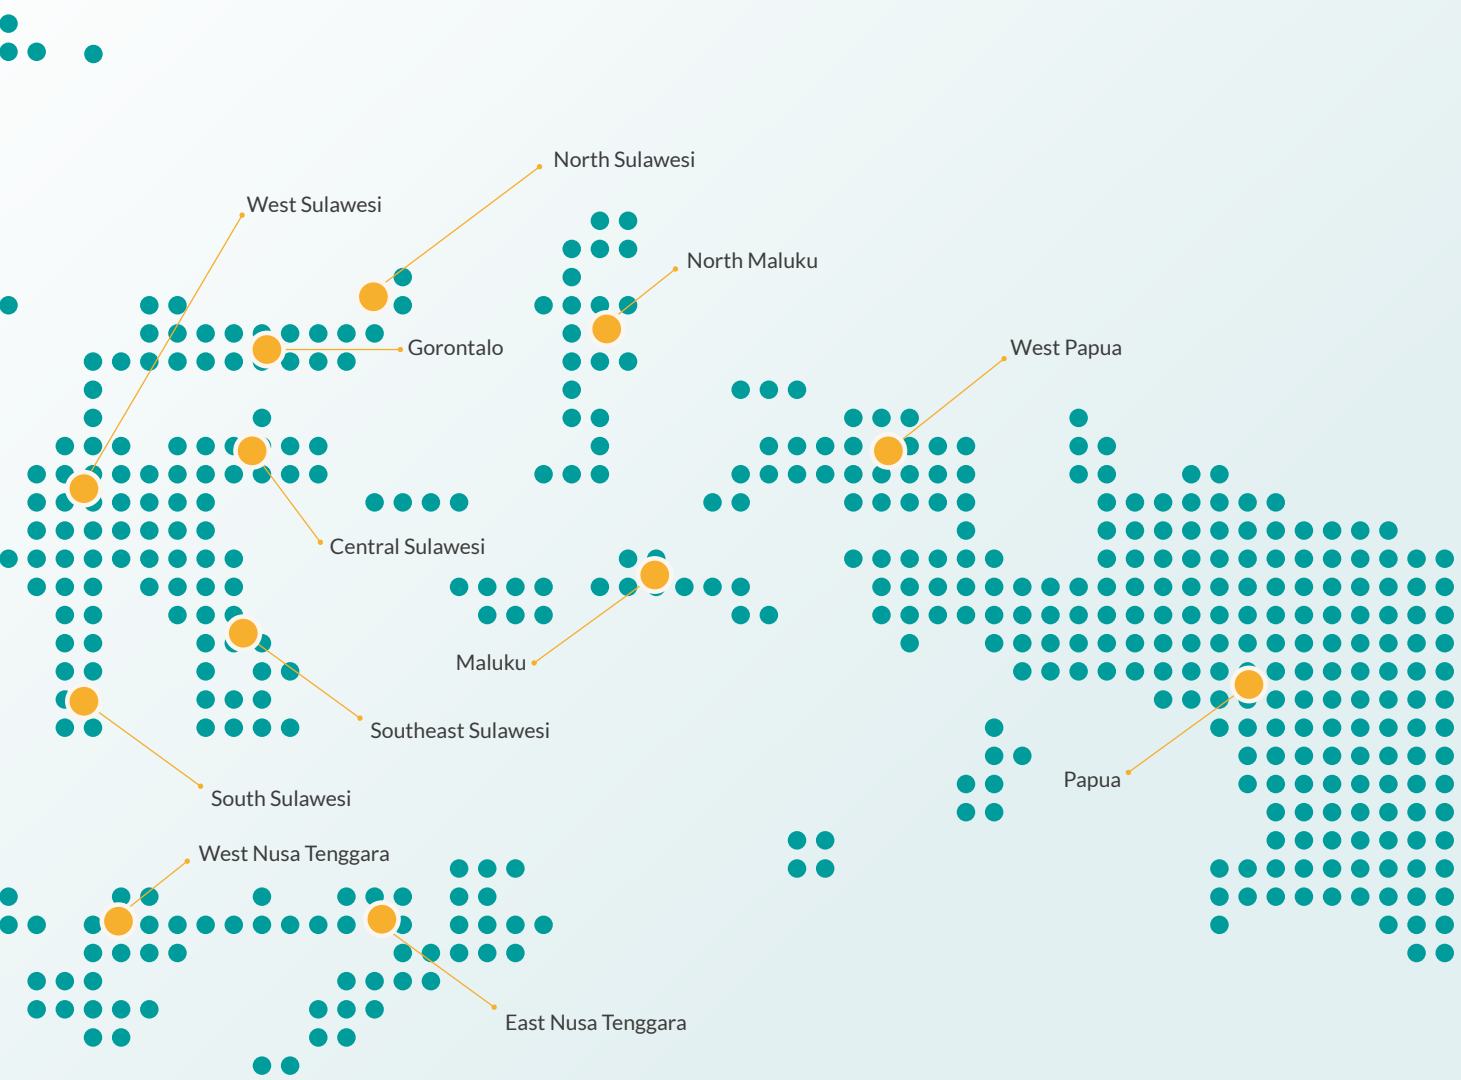 North Sulawesi
West Sulawesi
North Maluku
Gorontalo
West Papua
Central Sulawesi
Maluku
Southeast Sulawesi
Papua
South Sulawesi
West Nusa Tenggara
East Nusa Tenggara